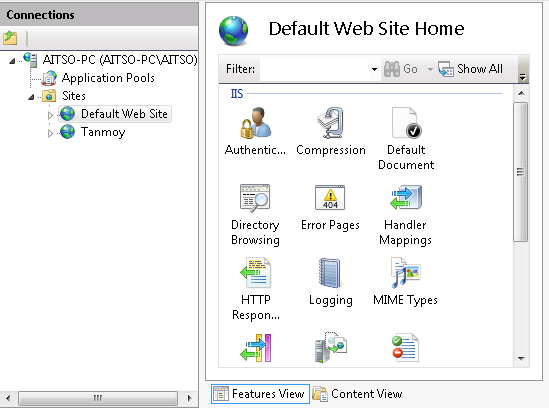 Connections
AITSO-PC (AITSO-PC\AITSO)
Application Pools
Sites
Default Web Site
Tanmoy
Default Web Site Home
Filter: Go Show All
IIS
Authentic... Compression Default Document
Directory Browsing Error Pages Handler Mappings
404
HTTP Respon... Logging MIME Types
Features View Content View